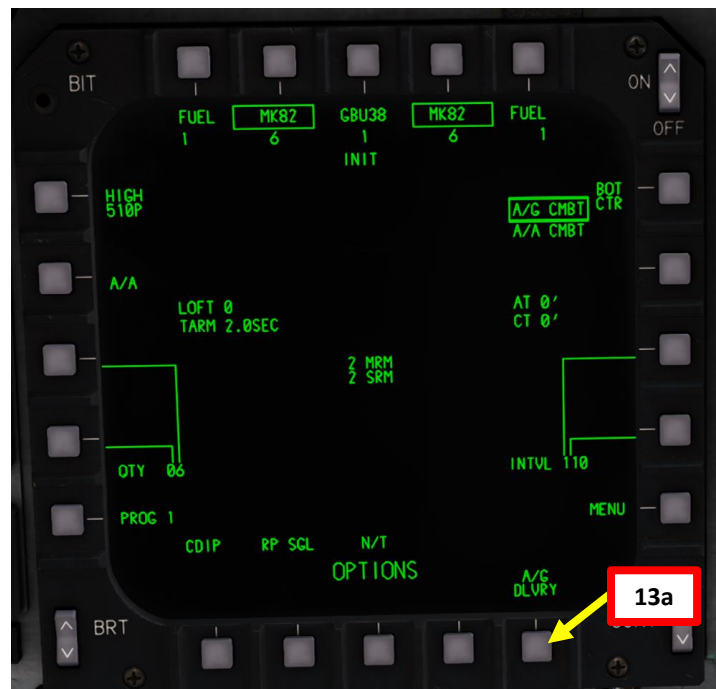 BIT
ON
OFF
FUEL MK82 GBU38 MK82 FUEL
1 6 1 6 1
INIT
HIGH
510P
BOT
CTR
A/G CMBT
A/A CMBT
A/A
LOFT 0
TARM 2.0SEC
AT 0'
CT 0'
2 MRM
2 SRM
QTY 06
INTVL 110
PROG 1
MENU
CDIP RP SGL N/T
OPTIONS
A/G
DLVRY
13a
BRT